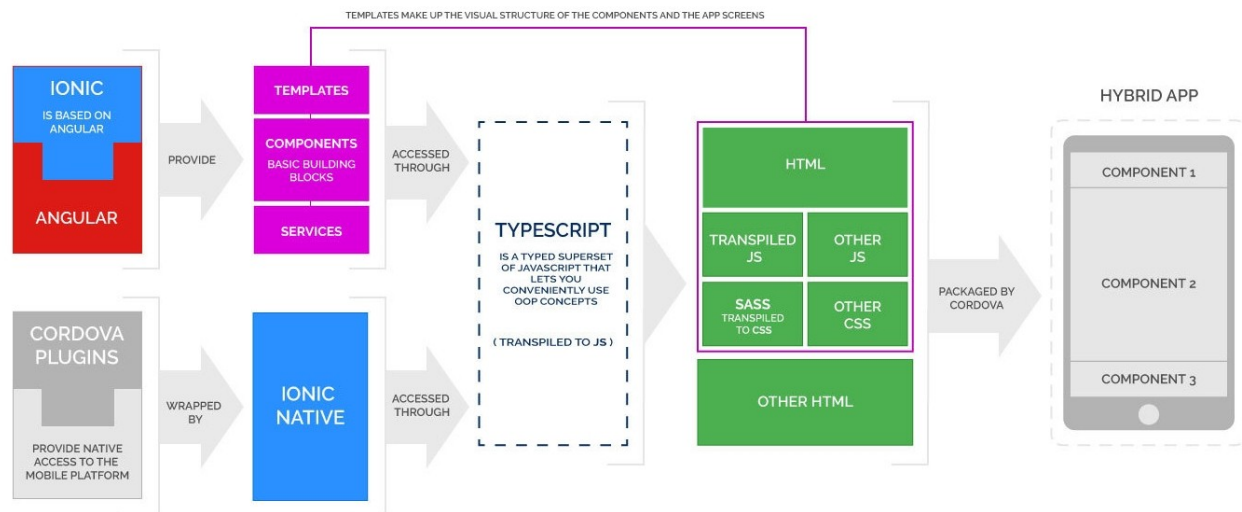 TEMPLATES MAKE UP THE VISUAL STRUCTURE OF THE COMPONENTS AND THE APP SCREENS
IONIC
IS BASED ON
ANGULAR
ANGULAR
PROVIDE
TEMPLATES
COMPONENTS
BASIC BUILDING
BLOCKS
SERVICES
ACCESSED
THROUGH
CORDOVA
PLUGINS
PROVIDE NATIVE
ACCESS TO THE
MOBILE PLATFORM
WRAPPED
BY
IONIC
NATIVE
ACCESSED
THROUGH
TYPESCRIPT
IS A TYPED SUPERSET
OF JAVASCRIPT THAT
LETS YOU
CONVENIENTLY USE
OOP CONCEPTS
( TRANSPILED TO JS )
HTML
TRANSPILED
JS
OTHER
JS
SASS
TRANSPILED
TO CSS
OTHER
CSS
OTHER HTML
PACKAGED BY
CORDOVA
HYBRID APP
COMPONENT 1
COMPONENT 2
COMPONENT 3